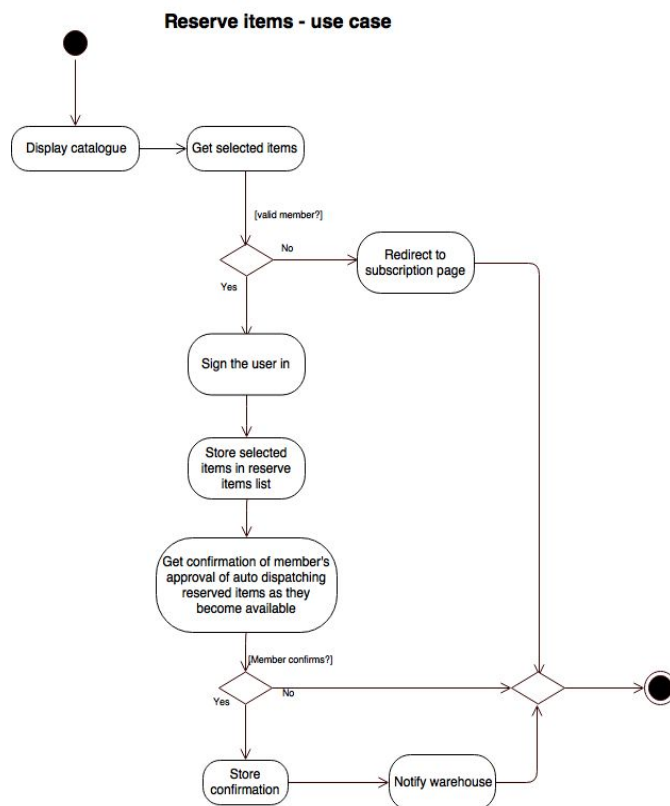 Reserve items - use case
Display catalogue
Get selected items
[valid member?]
No
Redirect to
subscription page
Yes
Sign the user in
Store selected
items in reserve
items list
Get confirmation of member's
approval of auto dispatching
reserved items as they
become available
[Member confirms?]
No
Yes
Store
confirmation
Notify warehouse